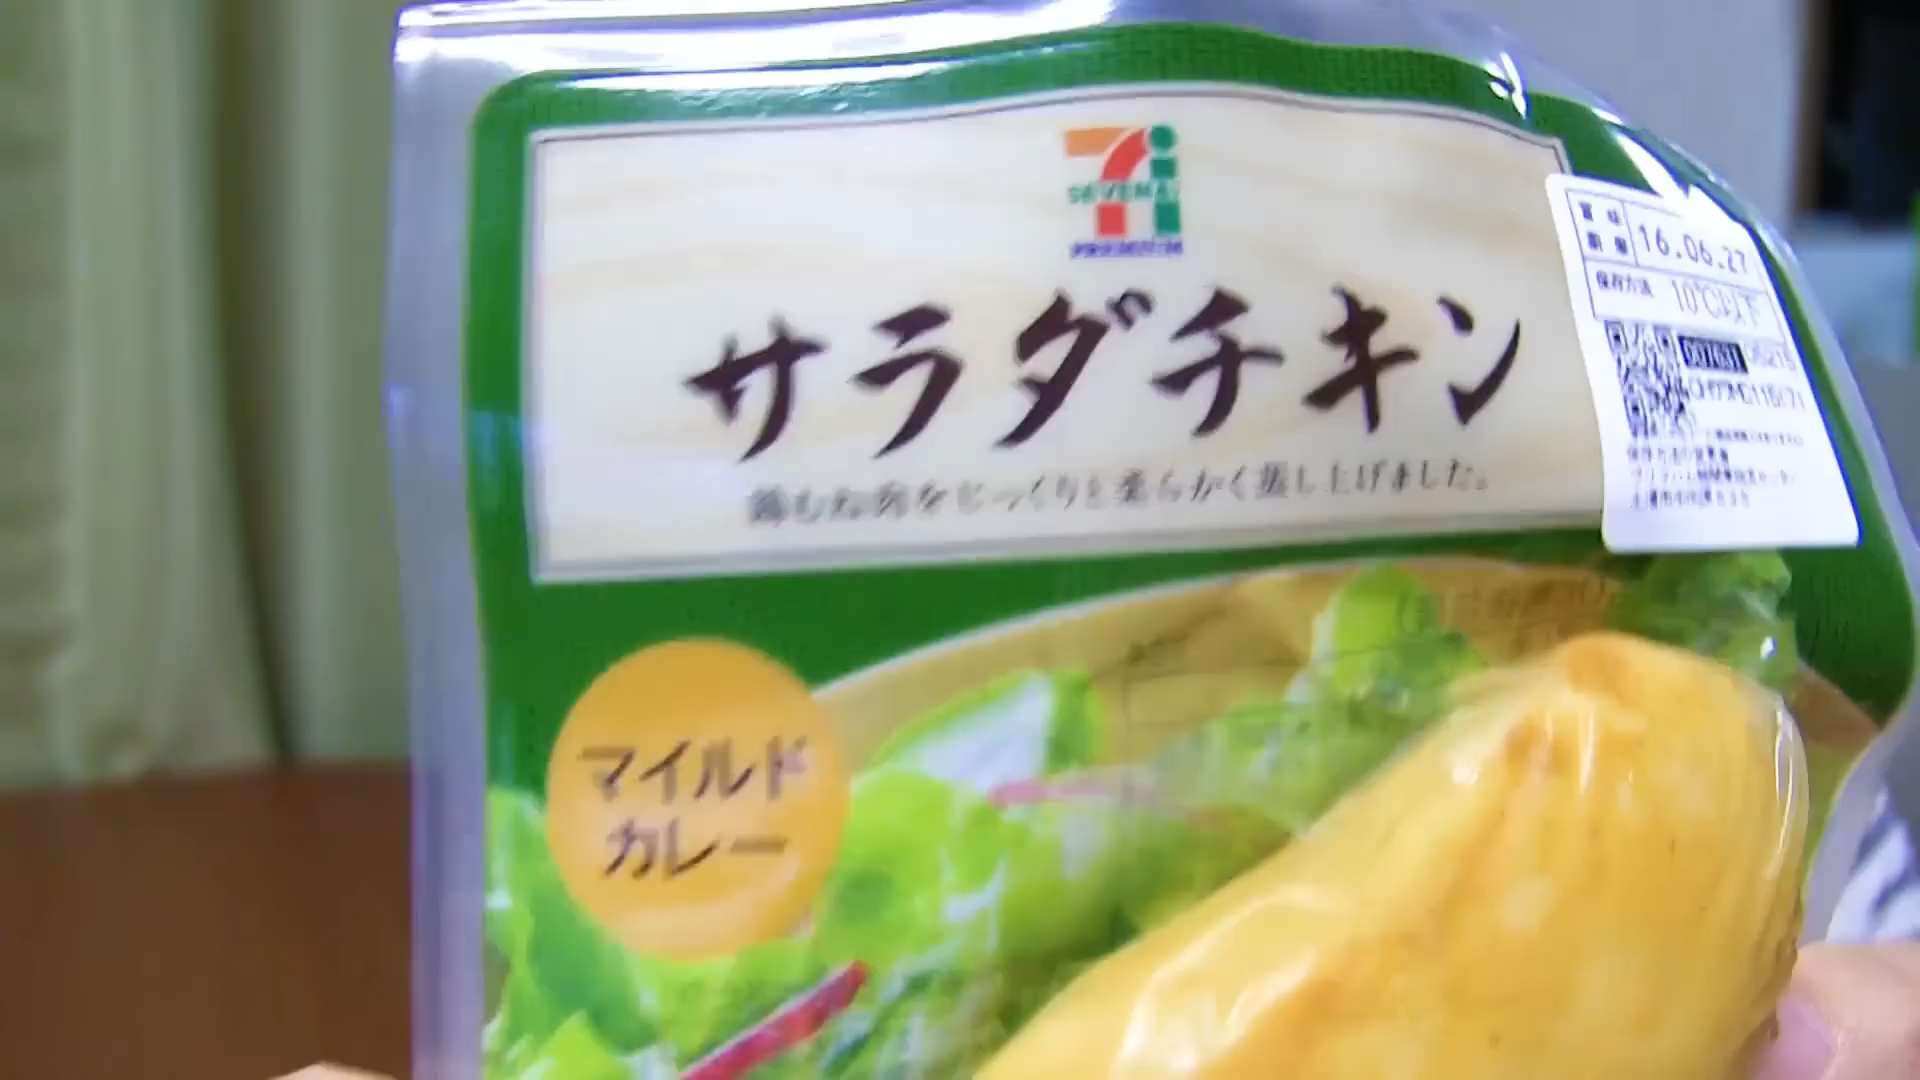 SEVEN&i
PREMIUM
サラダチキン
鶏むね肉をじっくりと柔らかく蒸し上げました。
賞味
期限
16.06.27
保存方法
10℃以下
マイルド
カレー